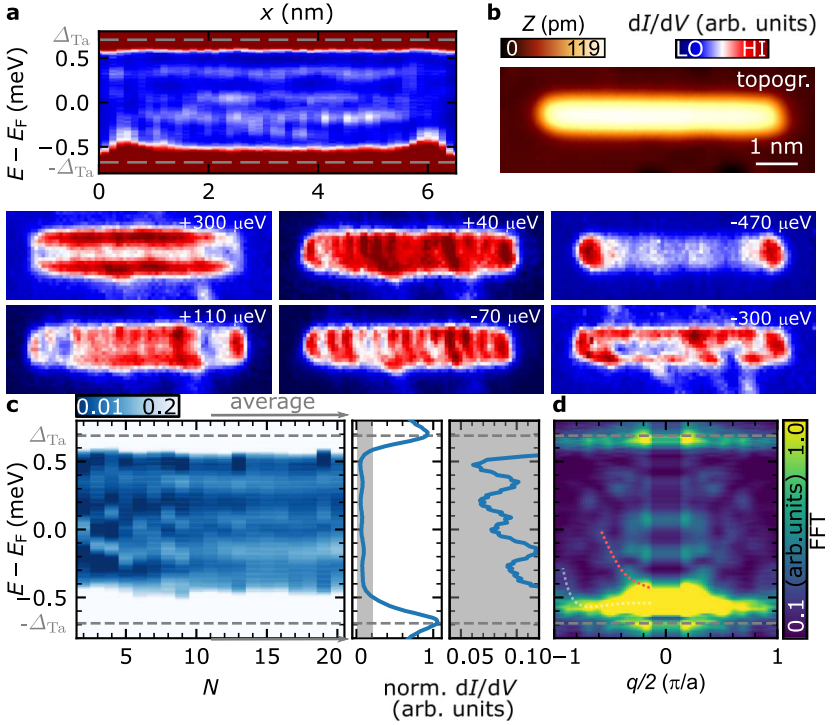 a
x (nm)
Δ_Ta
0.5
0.0
−0.5
-Δ_Ta
E − E_F (meV)
0 2 4 6
b
Z (pm)
0 119
dI/dV (arb. units)
LO HI
topogr.
1 nm
+300 µeV
+40 µeV
-470 µeV
+110 µeV
-70 µeV
-300 µeV
c
0.01 0.2
average
Δ_Ta
0.5
0.0
−0.5
-Δ_Ta
E − E_F (meV)
5 10 15 20
N
0 1
0.05 0.10
norm. dI/dV
(arb. units)
d
−1 0 1
q/2 (π/a)
0.1 (arb.units) 1.0
FFT